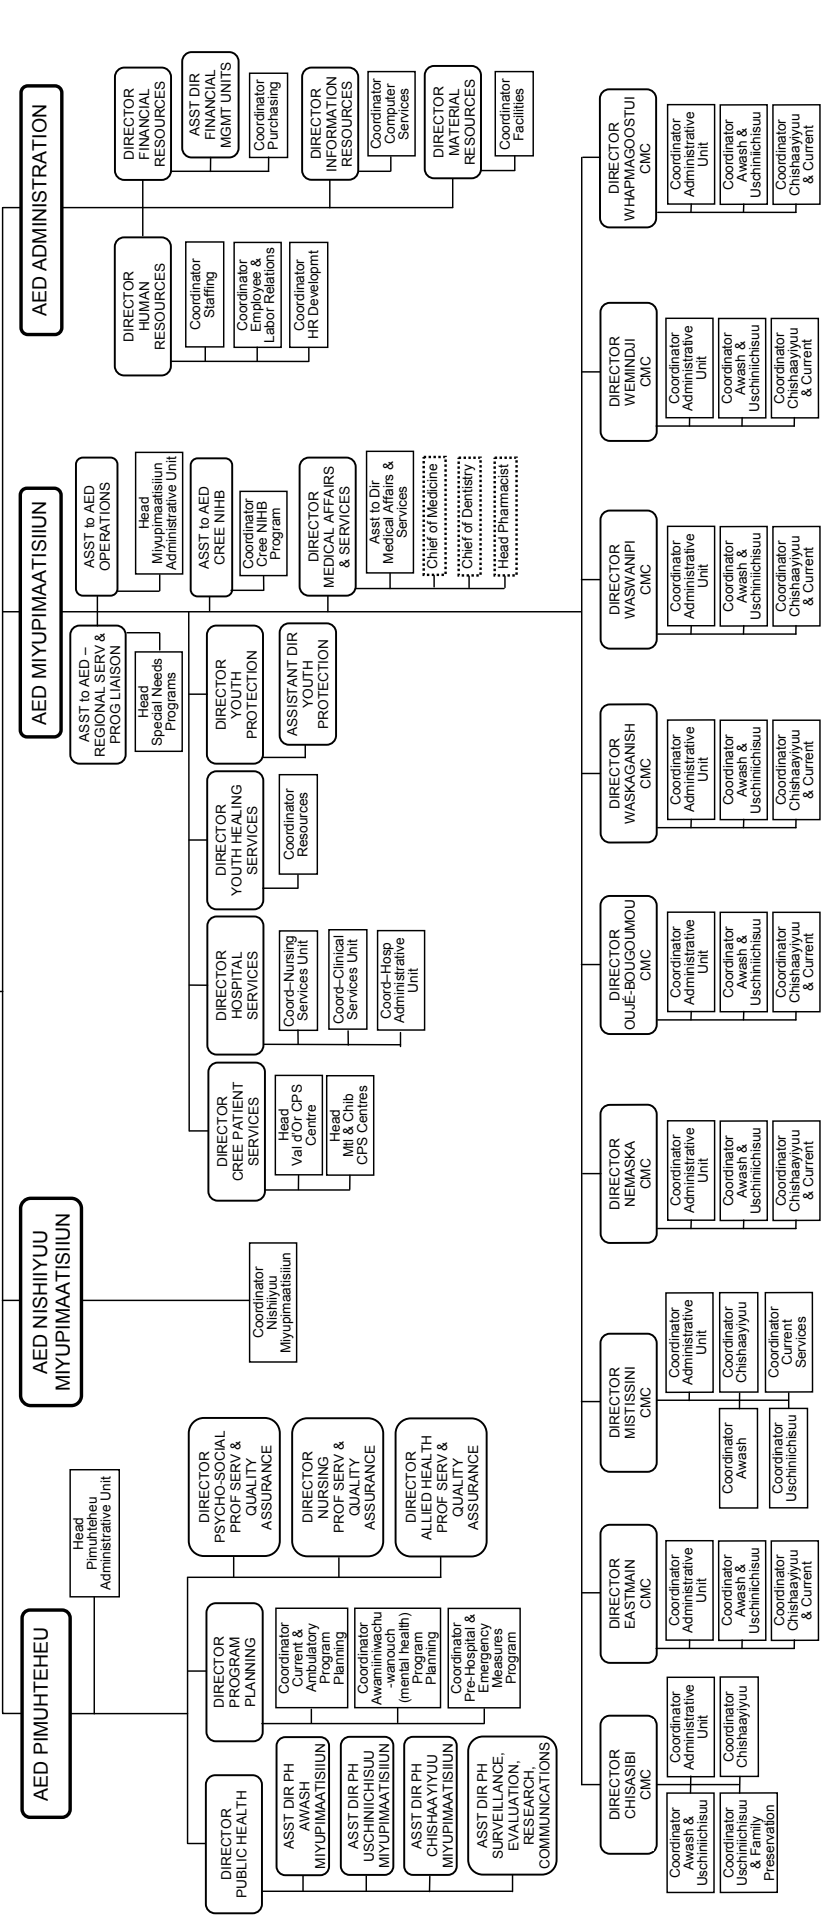 AED PIMUHTEHEU
Head
Pimuhteheu
Administrative Unit
DIRECTOR
PUBLIC HEALTH
ASST DIR PH
AWASH
MIYUPIMAATISIIUN
ASST DIR PH
USCHINIICHISUU
MIYUPIMAATISIIUN
ASST DIR PH
CHISHAAYIYUU
MIYUPIMAATISIIUN
ASST DIR PH
SURVEILLANCE,
EVALUATION,
RESEARCH,
COMMUNICATIONS
DIRECTOR
PROGRAM
PLANNING
Coordinator
Current &
Ambulatory
Program
Planning
Coordinator
Awamiiniwachu
-wanouch
(mental health)
Program
Planning
Coordinator
Pre-Hospital &
Emergency
Measures
Program
DIRECTOR
PSYCHO-SOCIAL
PROF SERV &
QUALITY
ASSURANCE
DIRECTOR
NURSING
PROF SERV &
QUALITY
ASSURANCE
DIRECTOR
ALLIED HEALTH
PROF SERV &
QUALITY
ASSURANCE
AED NISHIIYUU
MIYUPIMAATISIIUN
Coordinator
Nishiiyuu
Miyupimaatisiiun
AED MIYUPIMAATISIIUN
ASST to AED –
REGIONAL SERV &
PROG LIAISON
Head
Special Needs
Programs
ASST to AED
OPERATIONS
Head
Miyupimaatisiiun
Administrative Unit
ASST to AED
CREE NIHB
Coordinator
Cree NIHB
Program
DIRECTOR
MEDICAL AFFAIRS
& SERVICES
Asst to Dir
Medical Affairs &
Services
Chief of Medicine
Chief of Dentistry
Head Pharmacist
DIRECTOR
CREE PATIENT
SERVICES
Head
Val d'Or CPS
Centre
Head
Mtl & Chib
CPS Centres
DIRECTOR
HOSPITAL
SERVICES
Coord–Nursing
Services Unit
Coord–Clinical
Services Unit
Coord–Hosp
Administrative
Unit
DIRECTOR
YOUTH HEALING
SERVICES
Coordinator
Resources
DIRECTOR
YOUTH
PROTECTION
ASSISTANT DIR
YOUTH
PROTECTION
AED ADMINISTRATION
DIRECTOR
HUMAN
RESOURCES
Coordinator
Staffing
Coordinator
Employee &
Labor Relations
Coordinator
HR Developmt
DIRECTOR
FINANCIAL
RESOURCES
ASST DIR
FINANCIAL
MGMT UNITS
Coordinator
Purchasing
DIRECTOR
INFORMATION
RESOURCES
Coordinator
Computer
Services
DIRECTOR
MATERIAL
RESOURCES
Coordinator
Facilities
DIRECTOR
CHISASIBI
CMC
Coordinator
Awash &
Uschiniichisuu
Coordinator
Administrative
Unit
Coordinator
Uschiniichisuu
& Family
Preservation
Coordinator
Chishaayiyuu
DIRECTOR
EASTMAIN
CMC
Coordinator
Administrative
Unit
Coordinator
Awash &
Uschiniichisuu
Coordinator
Chishaayiyuu
& Current
DIRECTOR
MISTISSINI
CMC
Coordinator
Administrative
Unit
Coordinator
Awash
Coordinator
Chishaayiyuu
Coordinator
Uschiniichisuu
Coordinator
Current
Services
DIRECTOR
NEMASKA
CMC
Coordinator
Administrative
Unit
Coordinator
Awash &
Uschiniichisuu
Coordinator
Chishaayiyuu
& Current
DIRECTOR
OUJÉ-BOUGOUMOU
CMC
Coordinator
Administrative
Unit
Coordinator
Awash &
Uschiniichisuu
Coordinator
Chishaayiyuu
& Current
DIRECTOR
WASKAGANISH
CMC
Coordinator
Administrative
Unit
Coordinator
Awash &
Uschiniichisuu
Coordinator
Chishaayiyuu
& Current
DIRECTOR
WASWANIPI
CMC
Coordinator
Administrative
Unit
Coordinator
Awash &
Uschiniichisuu
Coordinator
Chishaayiyuu
& Current
DIRECTOR
WEMINDJI
CMC
Coordinator
Administrative
Unit
Coordinator
Awash &
Uschiniichisuu
Coordinator
Chishaayiyuu
& Current
DIRECTOR
WHAPMAGOOSTUI
CMC
Coordinator
Administrative
Unit
Coordinator
Awash &
Uschiniichisuu
Coordinator
Chishaayiyuu
& Current